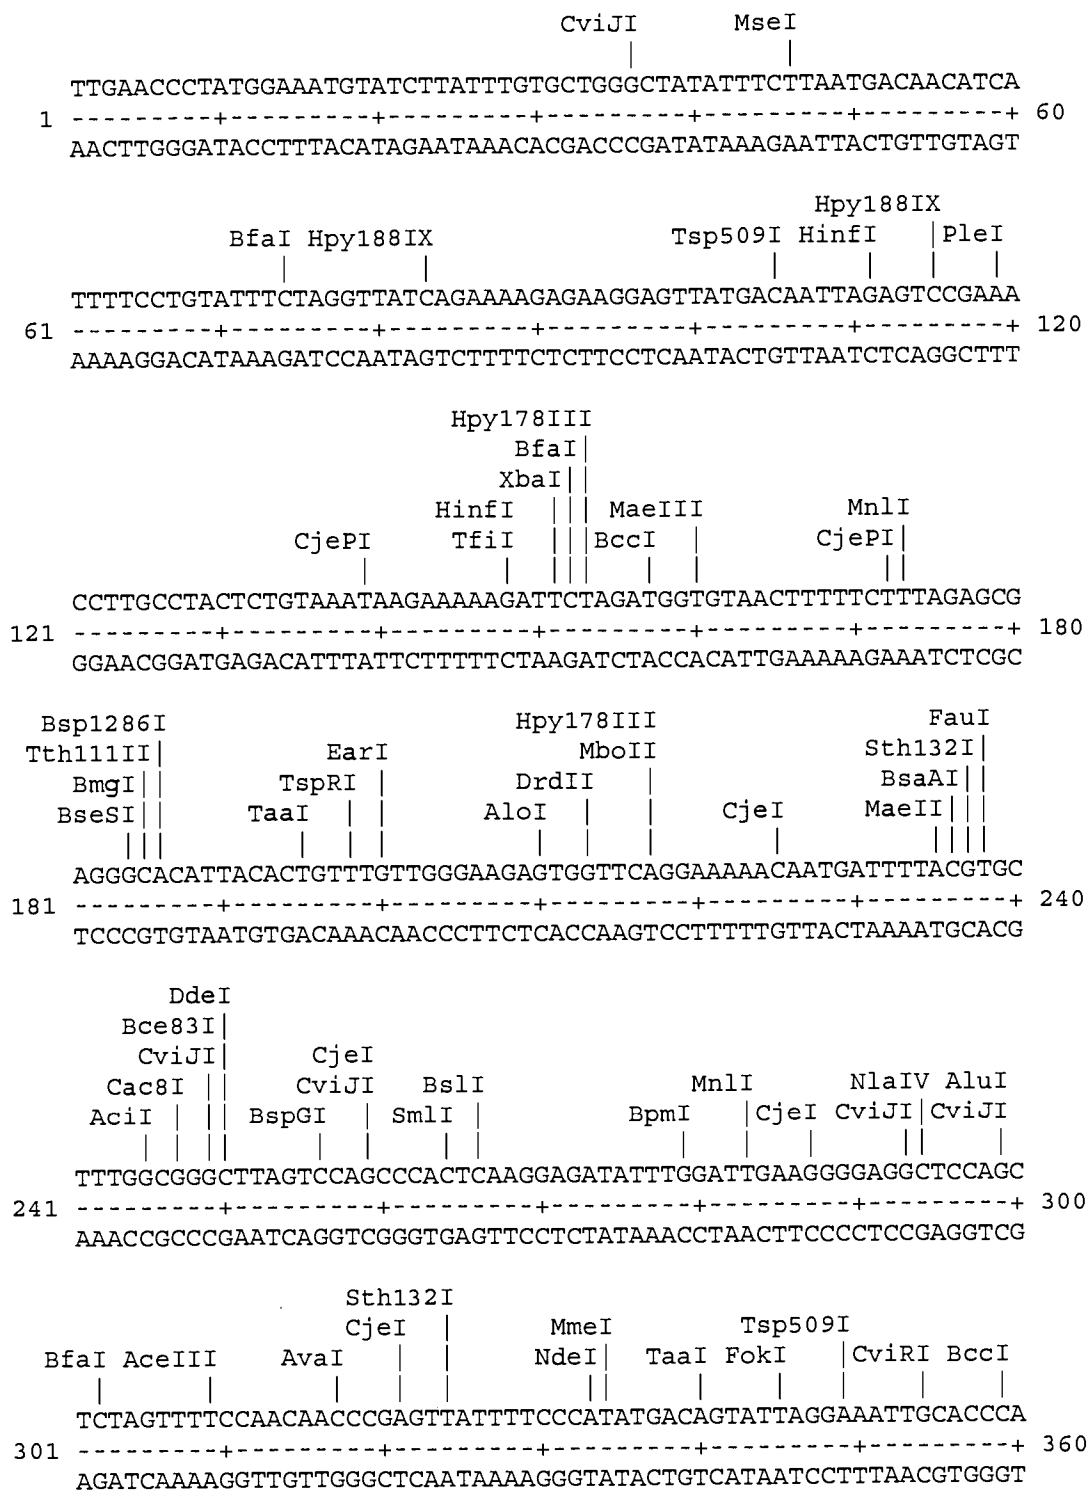 CviJI MseI
TTGAACCCTATGGAAATGTATCTTATTTGTGCTGGGCTATATTTCTTAATGACAACATCA
1 ---------+---------+---------+---------+---------+---------+ 60
AACTTGGGATACCTTTACATAGAATAAACACGACCCGATATAAAGAATTACTGTTGTAGT
Hpy188IX
BfaI Hpy188IX Tsp509I HinfI | PleI
TTTTCCTGTATTTCTAGGTTATCAGAAAAGAGAAGGAGTTATGACAATTAGAGTCCGAAA
61 ---------+---------+---------+---------+---------+---------+ 120
AAAAGGACATAAAGATCCAATAGTCTTTTCTCTTCCTCAATACTGTTAATCTCAGGCTTT
Hpy178III
BfaI|
XbaI||
HinfI ||| MaeIII MnlI
CjePI TfiI ||| BccI | CjePI|
CCTTGCCTACTCTGTAAATAAGAAAAAGATTCTAGATGGTGTAACTTTTTCTTTAGAGCG
121 ---------+---------+---------+---------+---------+---------+ 180
GGAACGGATGAGACATTTATTCTTTTTCTAAGATCTACCACATTGAAAAAGAAATCTCGC
Bsp1286I Hpy178III FauI
Tth111II| EarI MboII Sth132I|
BmgI|| TspRI | DrdII | BsaAI||
BseSI|| TaaI | | AloI | | CjeI MaeII|||
AGGGCACATTACACTGTTTGTTGGGAAGAGTGGTTCAGGAAAAACAATGATTTTACGTGC
181 ---------+---------+---------+---------+---------+---------+ 240
TCCCGTGTAATGTGACAAACAACCCTTCTCACCAAGTCCTTTTTGTTACTAAAATGCACG
DdeI
Bce83I|
CviJI| CjeI
Cac8I || CviJI BslI MnlI NlaIV AluI
AciI | || BspGI | SmlI | BpmI | CjeI CviJI| CviJI
TTTGGCGGGCTTAGTCCAGCCCACTCAAGGAGATATTTGGATTGAAGGGGAGGCTCCAGC
241 ---------+---------+---------+---------+---------+---------+ 300
AAACCGCCCGAATCAGGTCGGGTGAGTTCCTCTATAAACCTAACTTCCCCTCCGAGGTCG
Sth132I
CjeI | MmeI Tsp509I
BfaI AceIII AvaI | | NdeI| TaaI FokI | CviRI BccI
TCTAGTTTTCCAACAACCCGAGTTATTTTCCCATATGACAGTATTAGGAAATTGCACCCA
301 ---------+---------+---------+---------+---------+---------+ 360
AGATCAAAAGGTTGTTGGGCTCAATAAAAGGGTATACTGTCATAATCCTTTAACGTGGGT